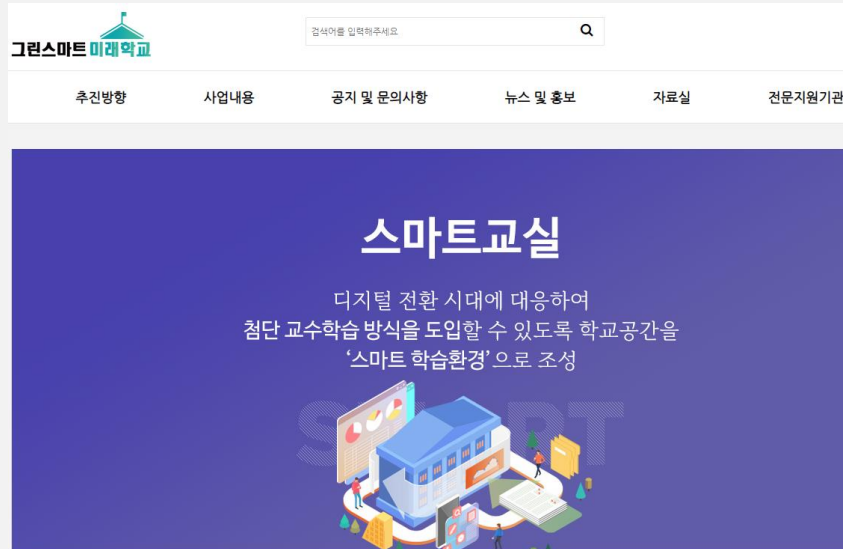 그린스마트 미래학교
검색어를 입력해주세요
추진방향 사업내용 공지 및 문의사항 뉴스 및 홍보 자료실 전문지원기관
스마트교실
디지털 전환 시대에 대응하여
첨단 교수학습 방식을 도입할 수 있도록 학교공간을
‘스마트 학습환경’으로 조성
SMART